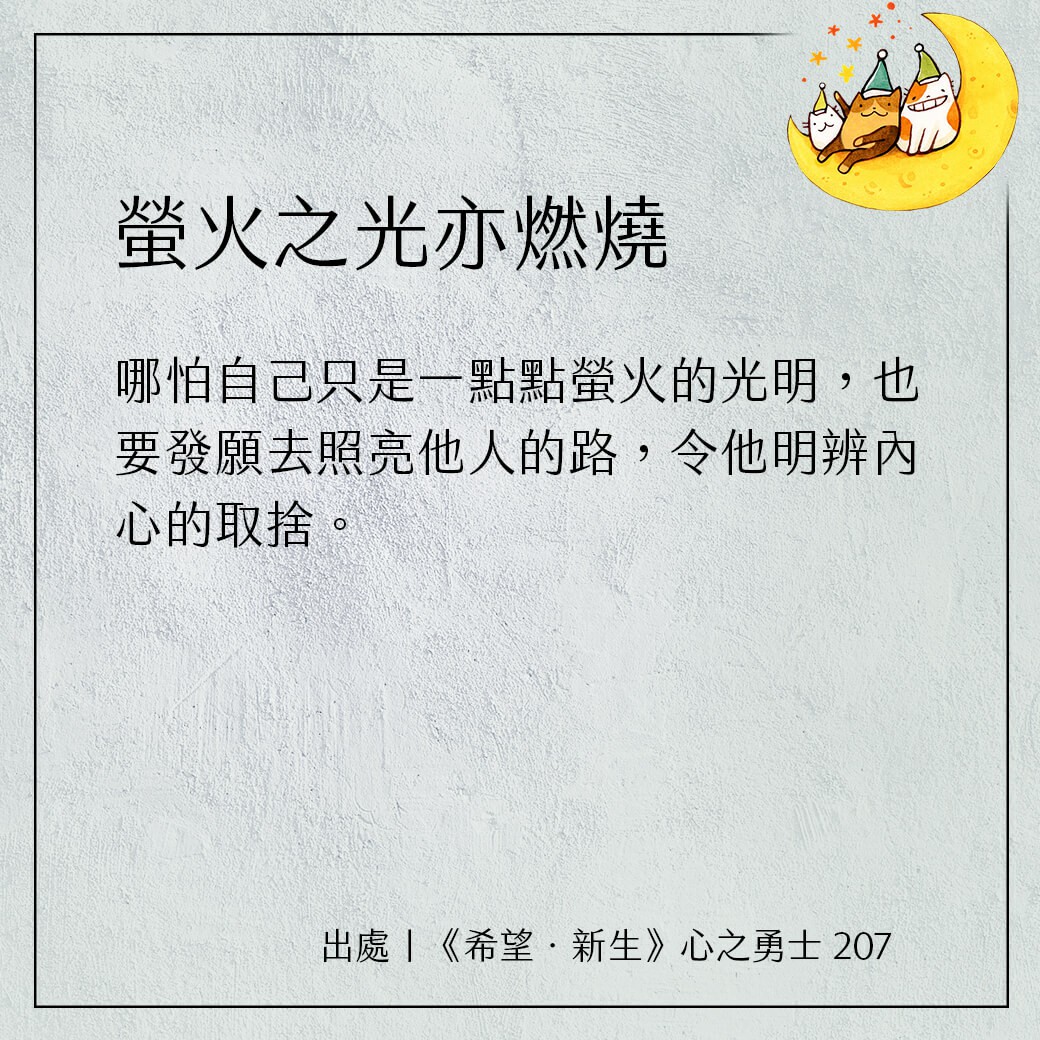 螢火之光亦燃燒
哪怕自己只是一點點螢火的光明，也
要發願去照亮他人的路，令他明辨內
心的取捨。
出處｜《希望．新生》心之勇士 207